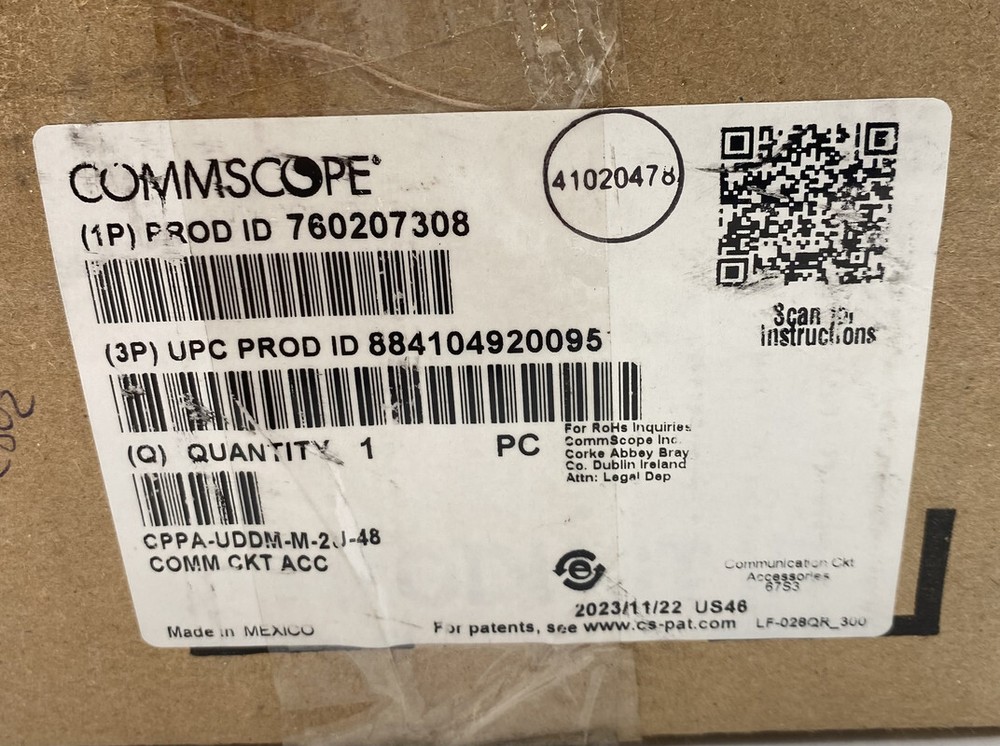 COMMSCOPE®
41020478
(1P) PROD ID 760207308
Scan for
Instructions
(3P) UPC PROD ID 884104920095
(Q) QUANTITY 1 PC
For RoHs Inquiries
CommScope Inc.
Corke Abbey Bray
Co. Dublin Ireland
Attn: Legal Dep
CPPA-UDDM-M-2U-48
COMM CKT ACC
Communication Ckt
Accessories
67S3
2023/11/22 US46
Made in MEXICO
For patents, see www.cs-pat.com
LF-028QR_300